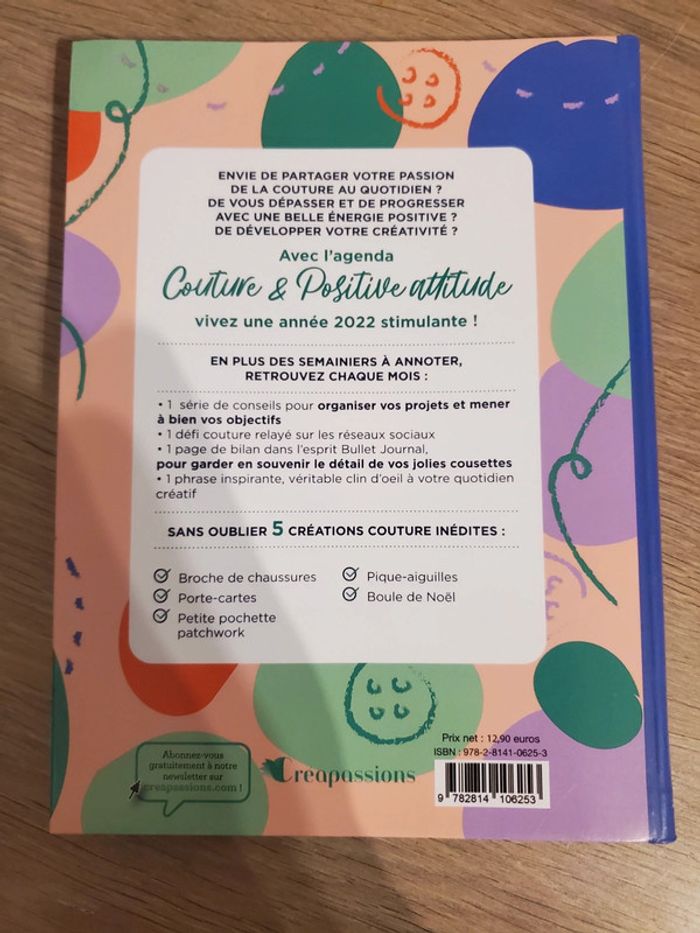 ENVIE DE PARTAGER VOTRE PASSION
DE LA COUTURE AU QUOTIDIEN ?
DE VOUS DÉPASSER ET DE PROGRESSER
AVEC UNE BELLE ÉNERGIE POSITIVE ?
DE DÉVELOPPER VOTRE CRÉATIVITÉ ?
Avec l'agenda
Couture & Positive attitude
vivez une année 2022 stimulante !
EN PLUS DES SEMAINIERS À ANNOTER,
RETROUVEZ CHAQUE MOIS :
• 1 série de conseils pour organiser vos projets et mener
à bien vos objectifs
• 1 défi couture relayé sur les réseaux sociaux
• 1 page de bilan dans l'esprit Bullet Journal,
pour garder en souvenir le détail de vos jolies cousettes
• 1 phrase inspirante, véritable clin d'oeil à votre quotidien
créatif
SANS OUBLIER 5 CRÉATIONS COUTURE INÉDITES :
Broche de chaussures
Porte-cartes
Petite pochette
patchwork
Pique-aiguilles
Boule de Noël
Abonnez-vous
gratuitement à notre
newsletter sur
creapassions.com !
Creapassions
Prix net : 12,90 euros
ISBN : 978-2-8141-0625-3
9 782814 106253